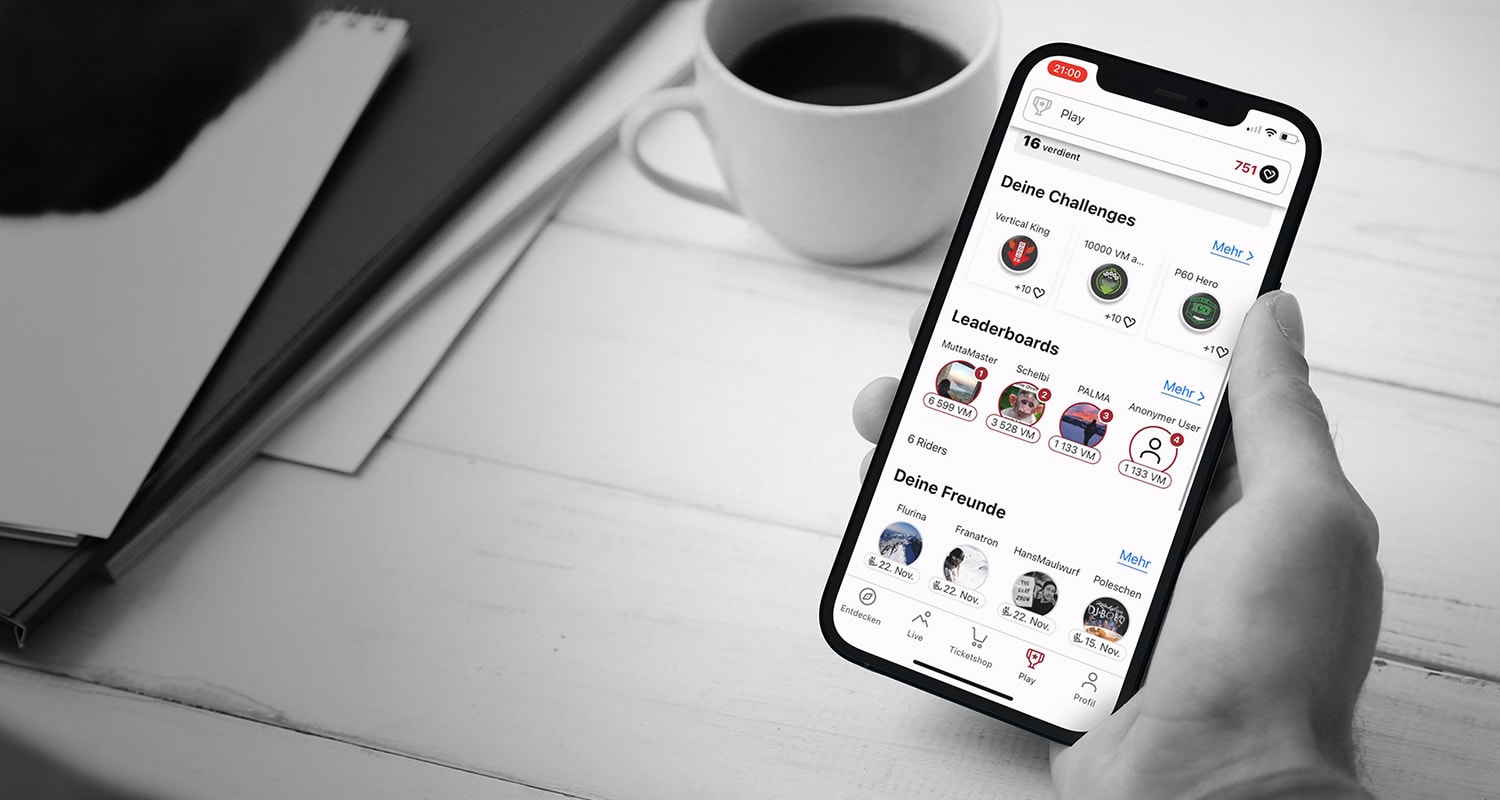 21:00
Play
16 verdient
751
Deine Challenges
Mehr >
Vertical King
10000 VM a...
P60 Hero
+10
+10
+1
Leaderboards
Mehr >
MuttaMaster
Schelbi
PALMA
Anonymer User
1
2
3
4
6 599 VM
3 528 VM
1 133 VM
1 133 VM
6 Riders
Deine Freunde
Mehr
Flurina
Franatron
HansMaulwurf
Poleschen
22. Nov.
22. Nov.
22. Nov.
15. Nov.
Entdecken
Live
Ticketshop
Play
Profil